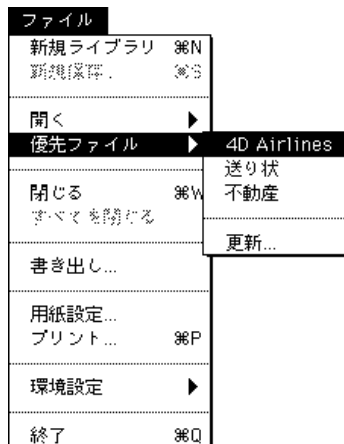 ファイル
新規ライブラリ ⌘N
新規保存... ⌘S
開く ▶
優先ファイル ▶
4D Airlines
送り状
不動産
更新...
閉じる ⌘W
すべてを閉じる
書き出し...
用紙設定...
プリント... ⌘P
環境設定 ▶
終了 ⌘Q